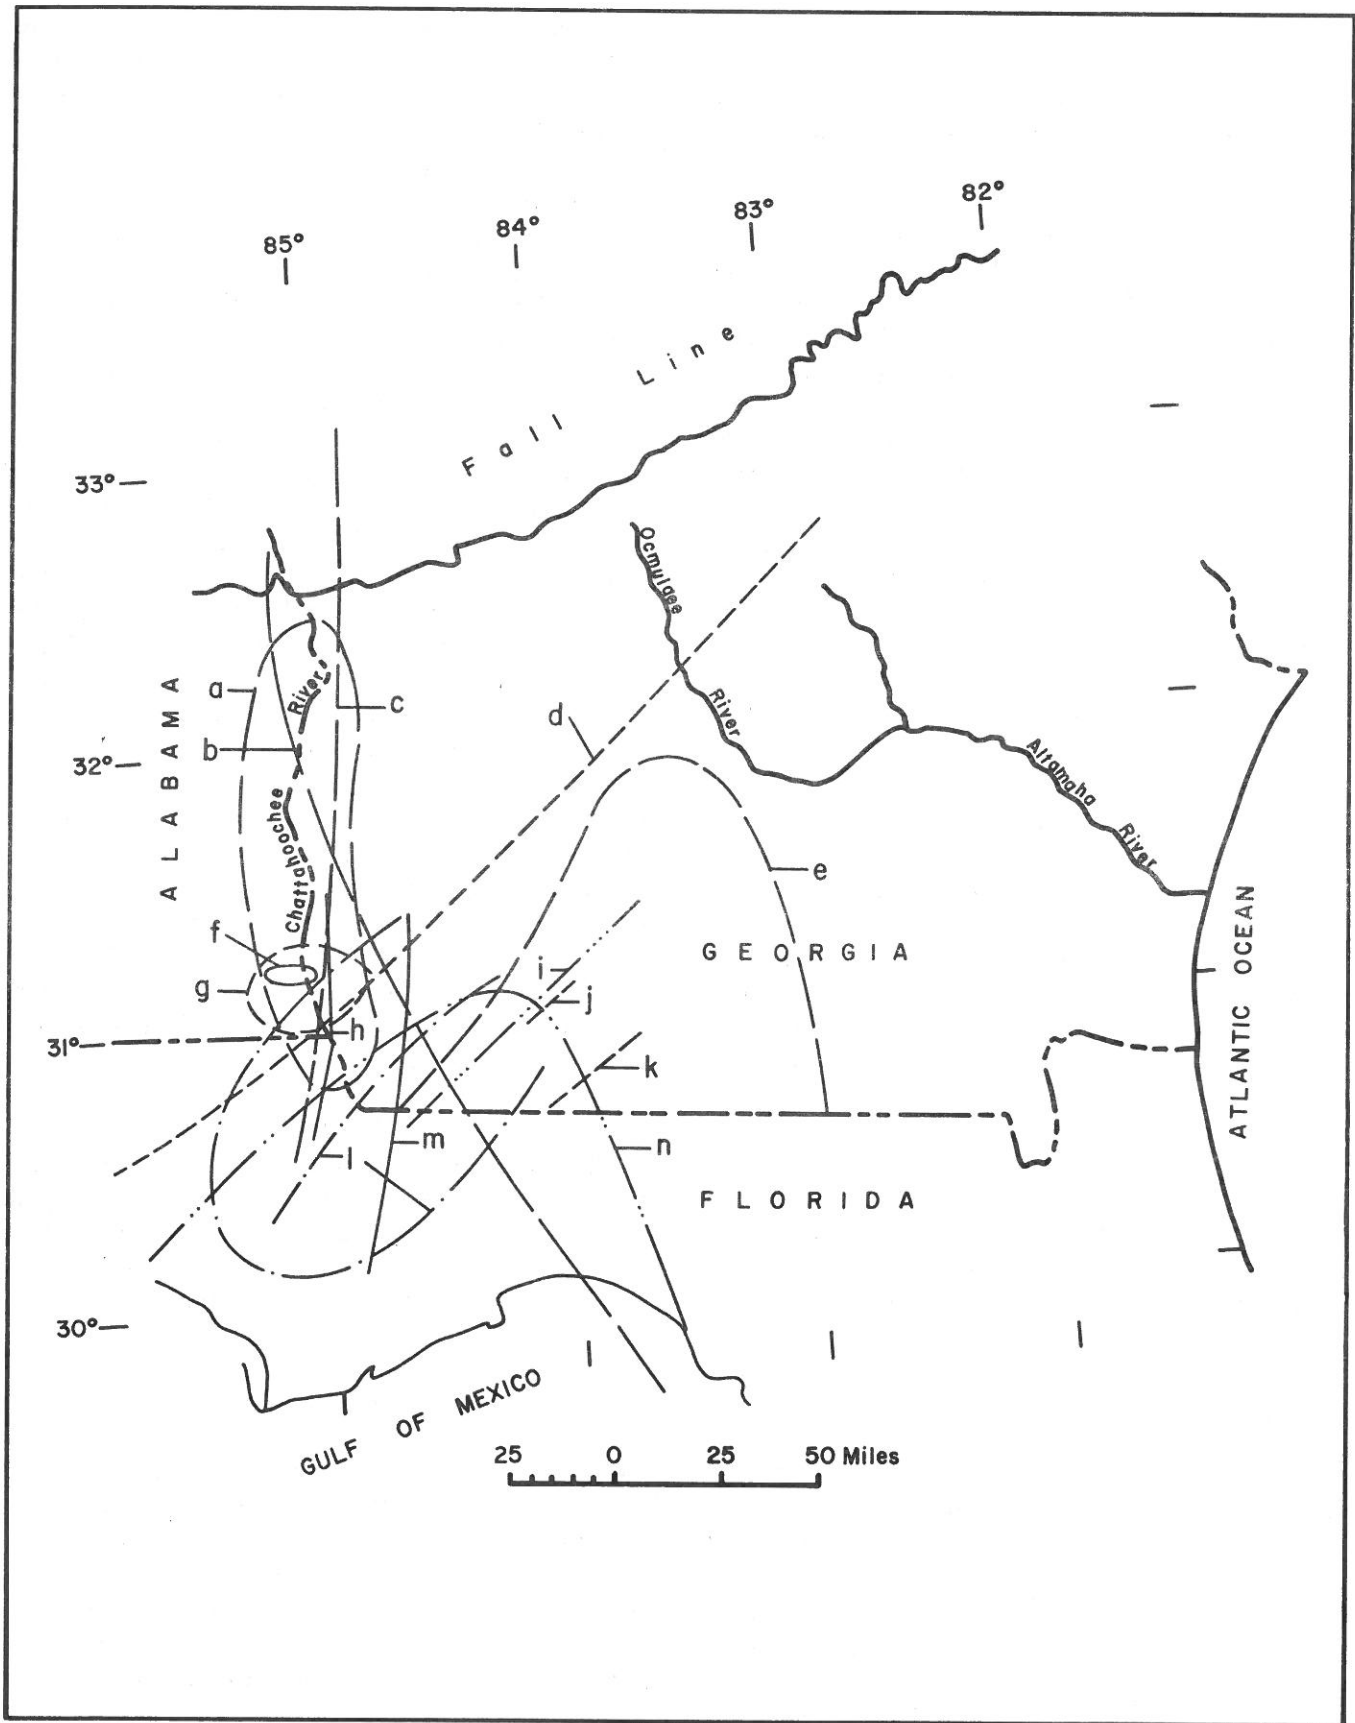 82°
83°
84°
85°
Fall Line
33°
Ocmulgee River
ALABAMA
a
River
c
d
b
32°
Altamaha River
Chattahoochee
e
f
GEORGIA
i
g
j
h
31°
k
ATLANTIC OCEAN
m
l
n
FLORIDA
30°
GULF OF MEXICO
25 0 25 50 Miles